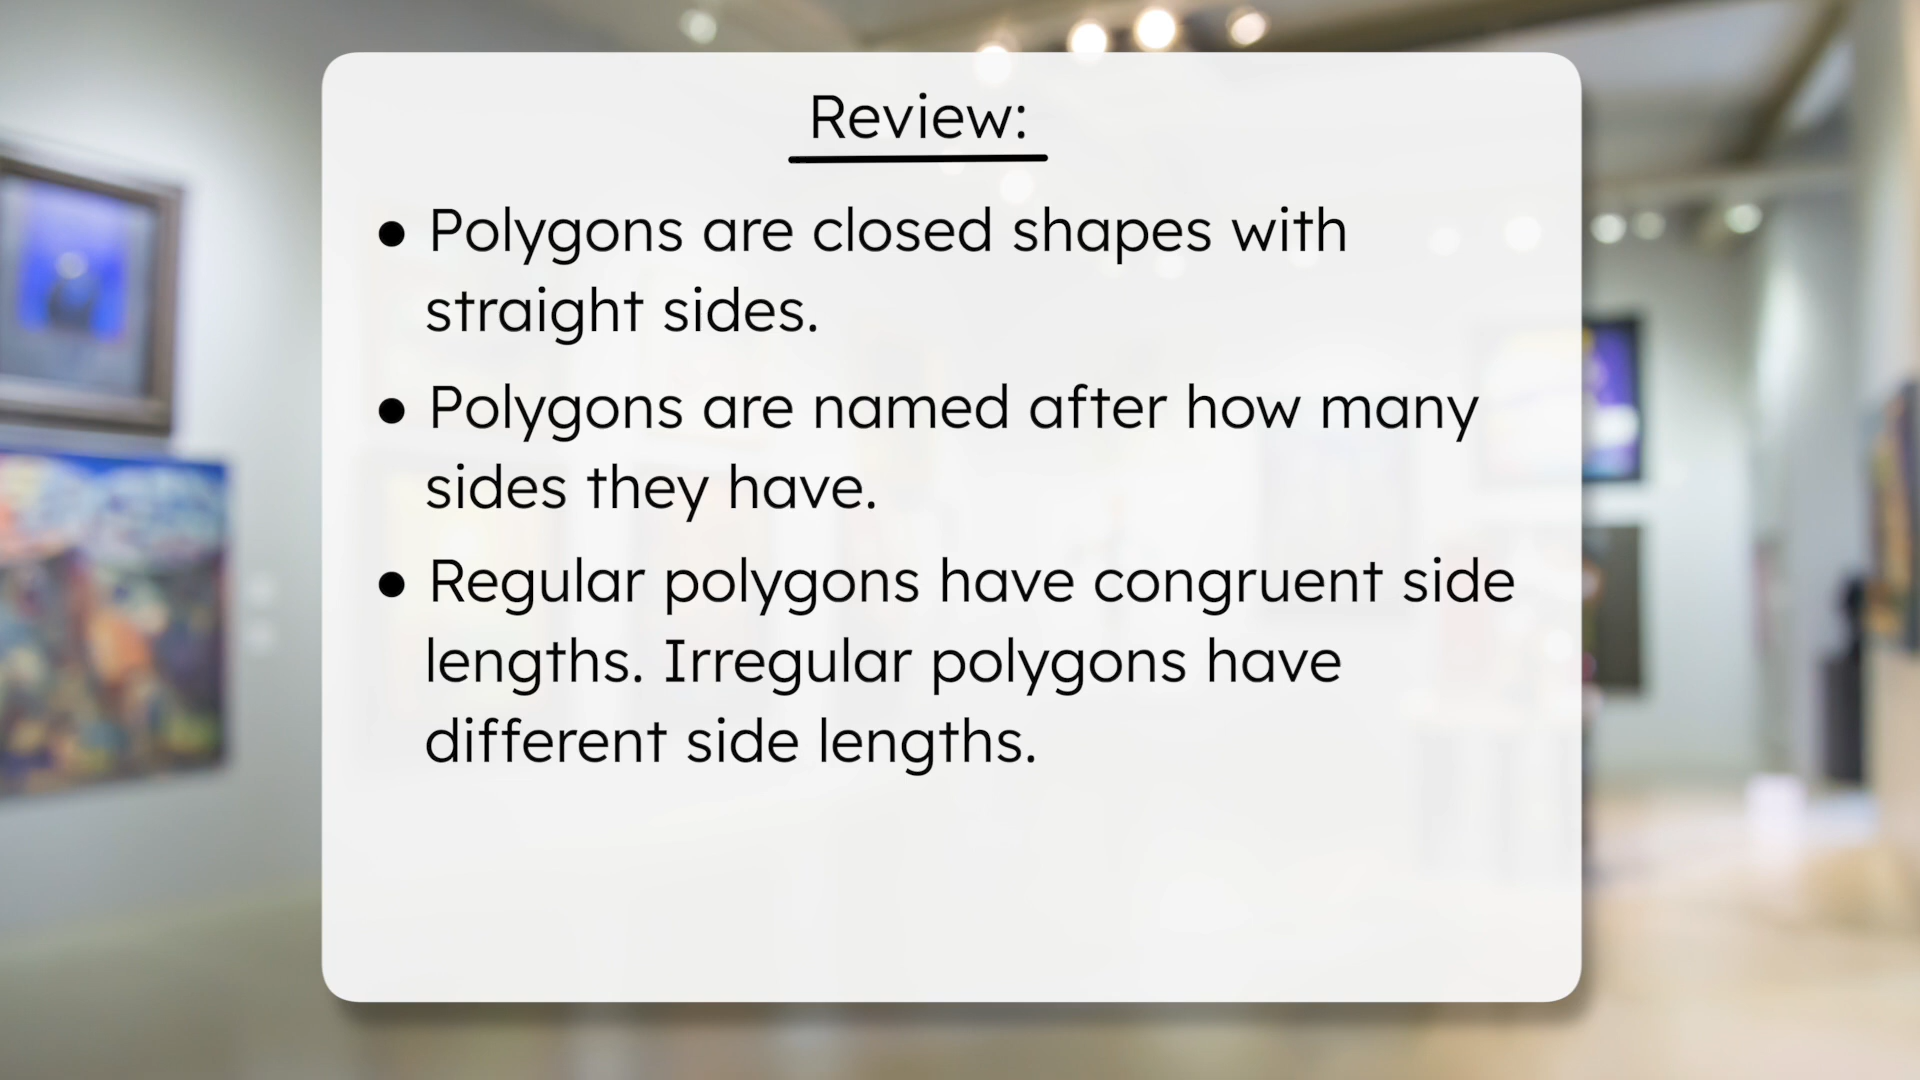 Review:
• Polygons are closed shapes with
straight sides.
• Polygons are named after how many
sides they have.
• Regular polygons have congruent side
lengths. Irregular polygons have
different side lengths.